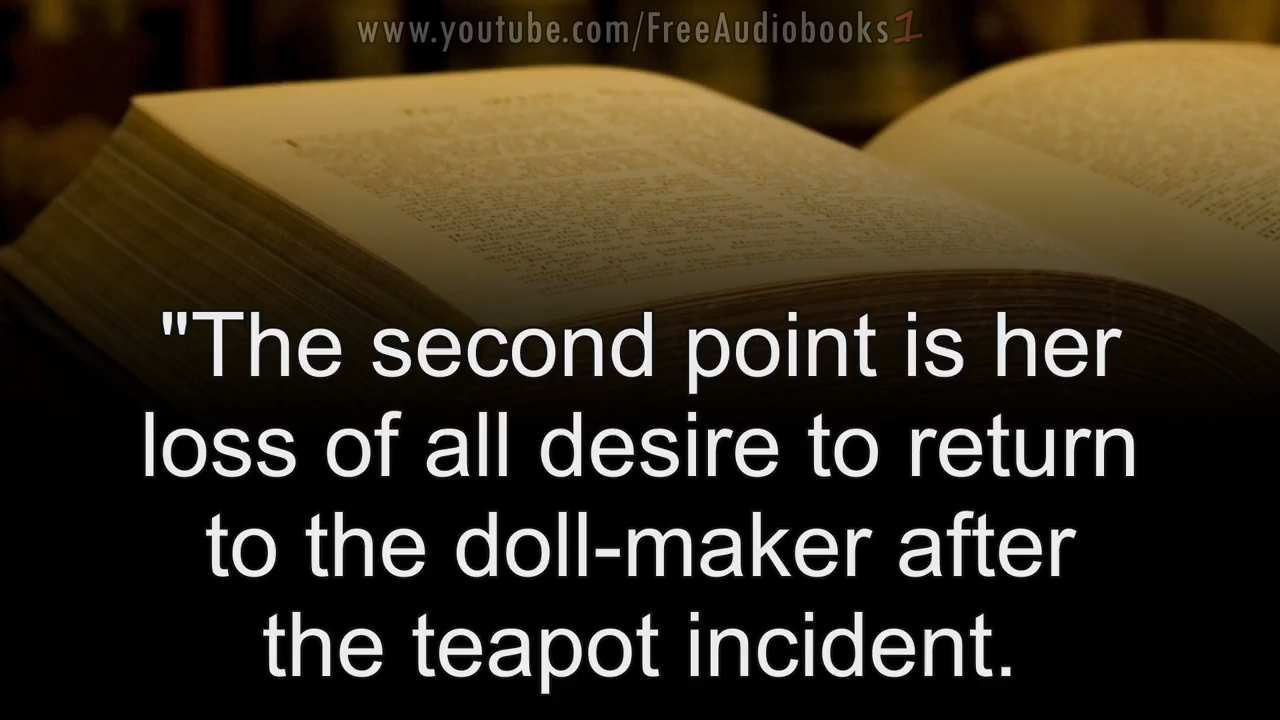 www.youtube.com/FreeAudiobooks1
"The second point is her
loss of all desire to return
to the doll-maker after
the teapot incident.